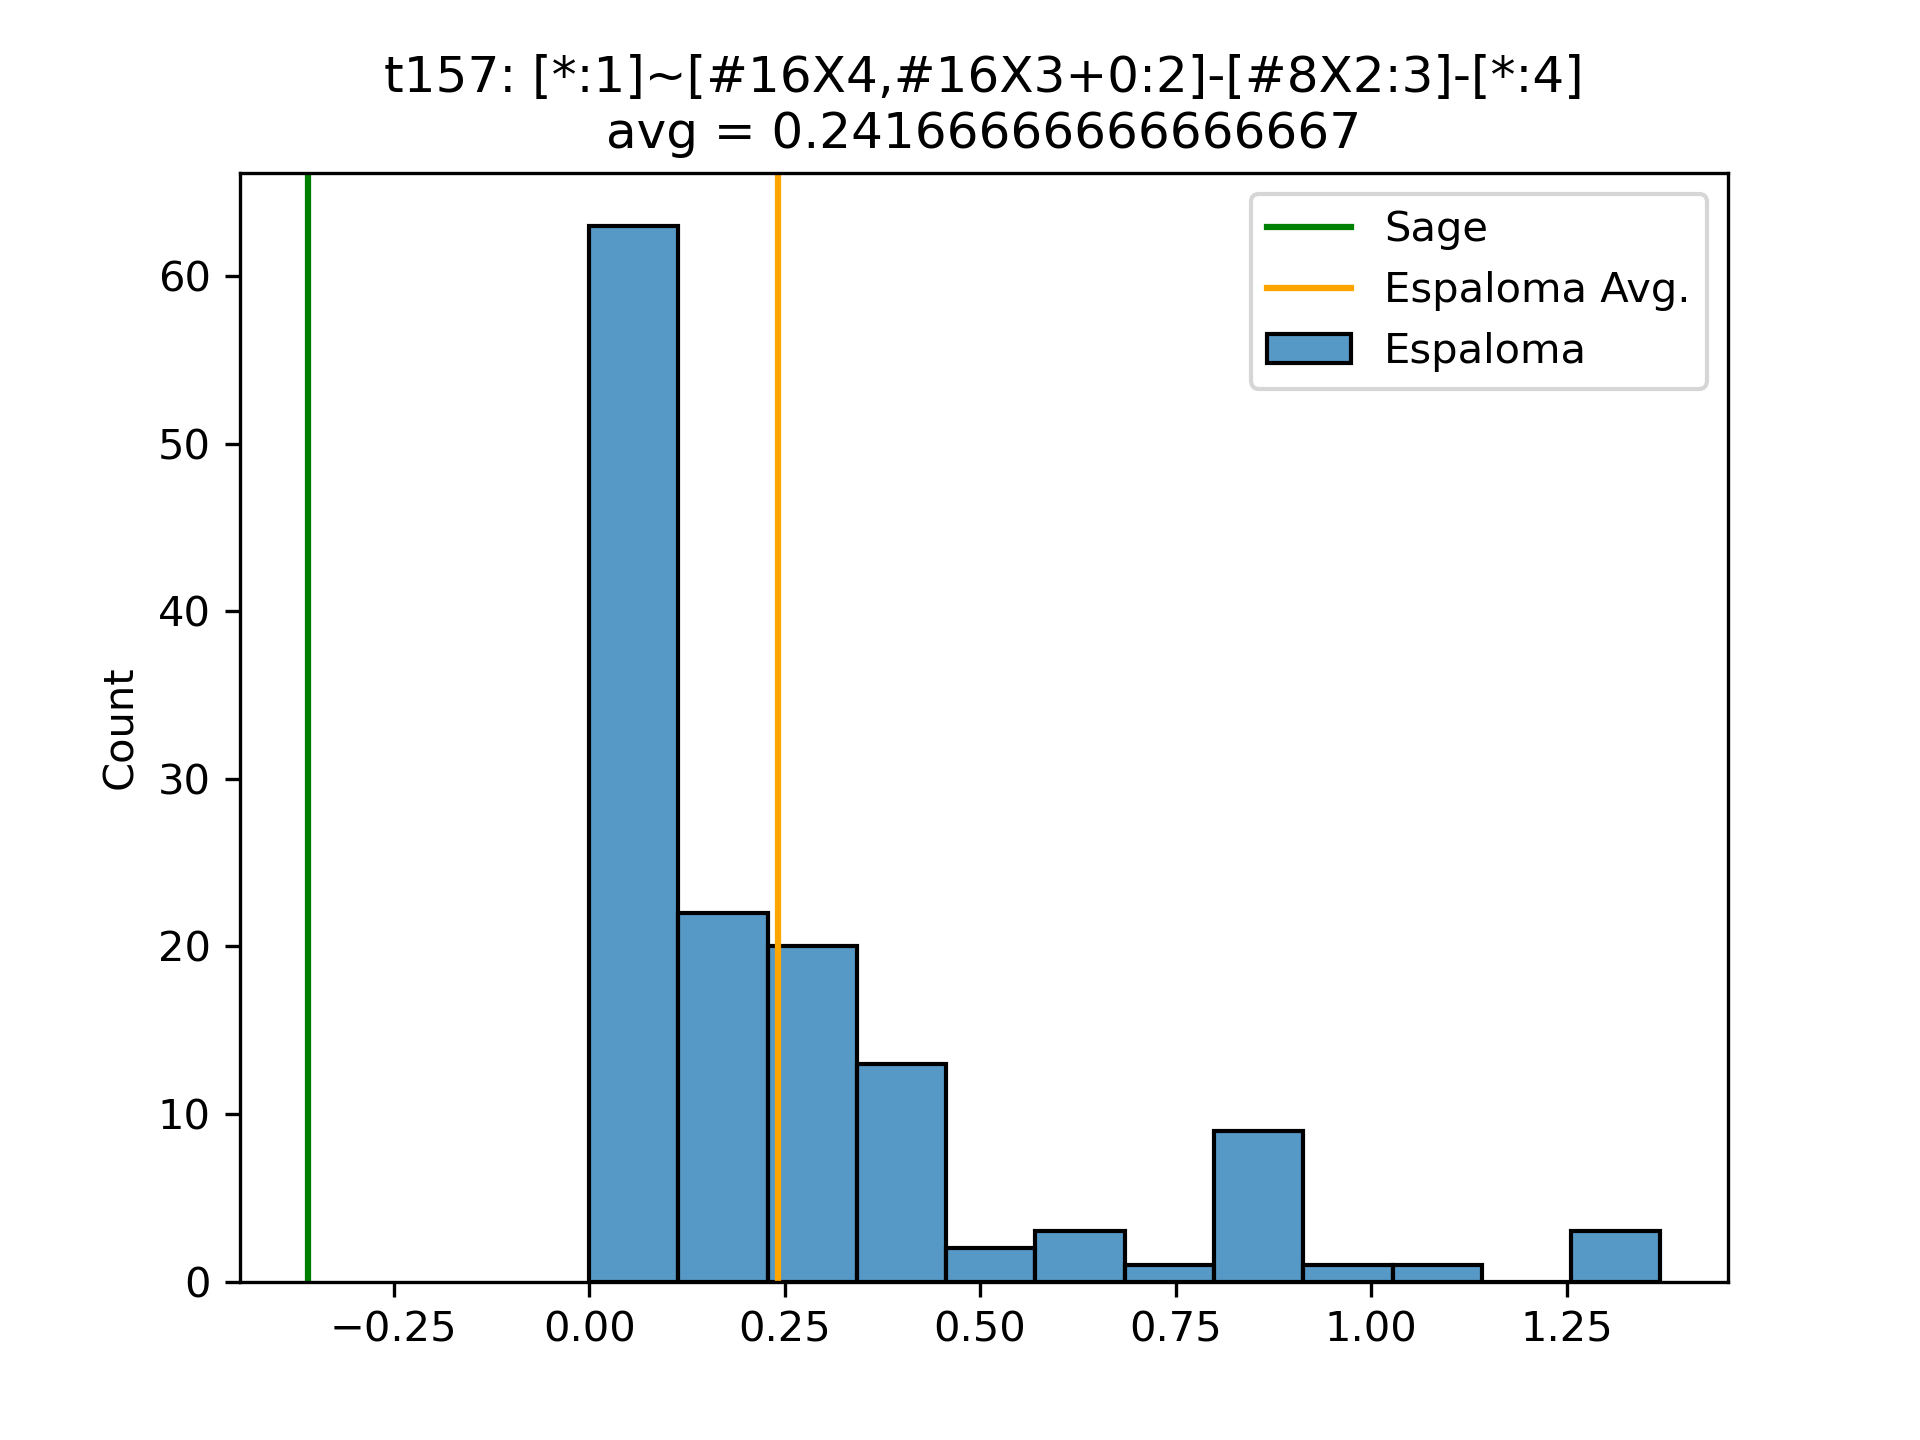 t157: [*:1]~[#16X4,#16X3+0:2]-[#8X2:3]-[*:4]
avg = 0.24166666666666667
Sage
Espaloma Avg.
Espaloma
Count
60
50
40
30
20
10
0
−0.25
0.00
0.25
0.50
0.75
1.00
1.25